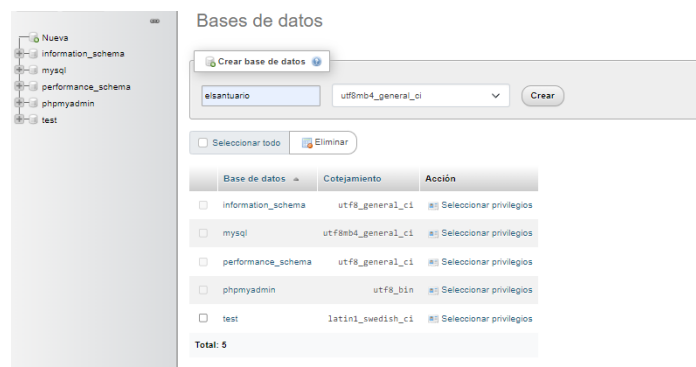 Nueva
information_schema
mysql
performance_schema
phpmyadmin
test
Bases de datos
Crear base de datos
elsantuario utf8mb4_general_ci Crear
Seleccionar todo Eliminar
Base de datos Cotejamiento Acción
information_schema utf8_general_ci Seleccionar privilegios
mysql utf8mb4_general_ci Seleccionar privilegios
performance_schema utf8_general_ci Seleccionar privilegios
phpmyadmin utf8_bin Seleccionar privilegios
test latin1_swedish_ci Seleccionar privilegios
Total: 5